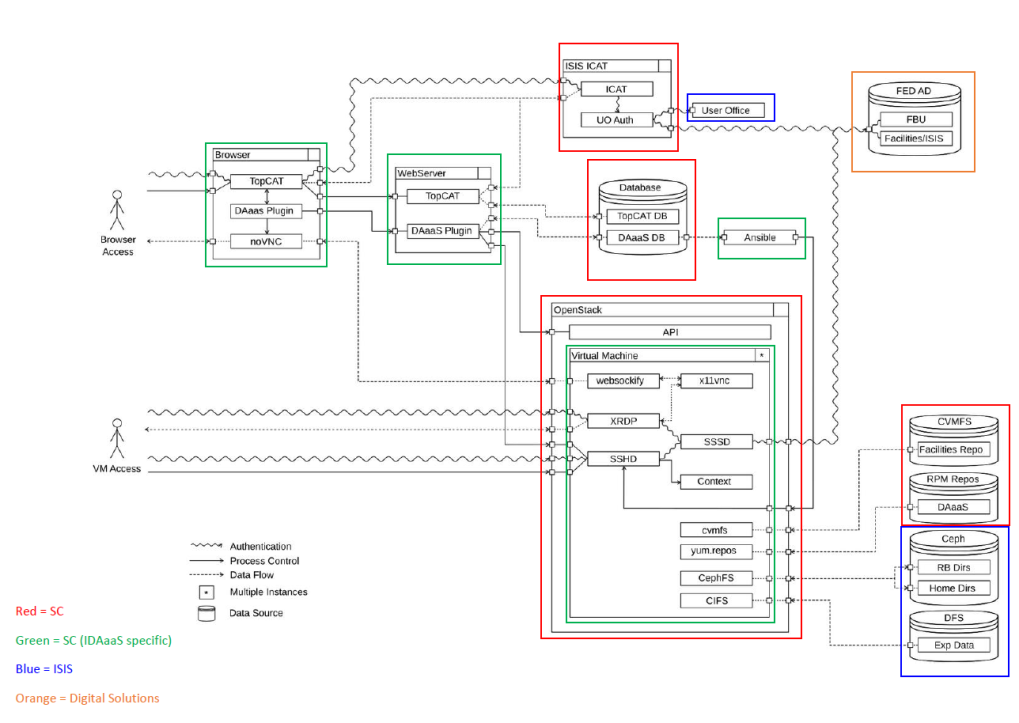 ISIS ICAT
ICAT
UO Auth
User Office
FED AD
FBU
Facilities/ISIS
Browser
TopCAT
DAaas Plugin
noVNC
WebServer
TopCAT
DAaaS Plugin
Database
TopCAT DB
DAaaS DB
Ansible
Browser
Access
OpenStack
API
Virtual Machine
*
websockify
x11vnc
XRDP
SSSD
SSHD
Context
cvmfs
yum.repos
CephFS
CIFS
VM Access
CVMFS
Facilities Repo
RPM Repos
DAaaS
Ceph
RB Dirs
Home Dirs
DFS
Exp Data
Authentication
Process Control
Data Flow
* Multiple Instances
Data Source
Red = SC
Green = SC (IDAaaS specific)
Blue = ISIS
Orange = Digital Solutions